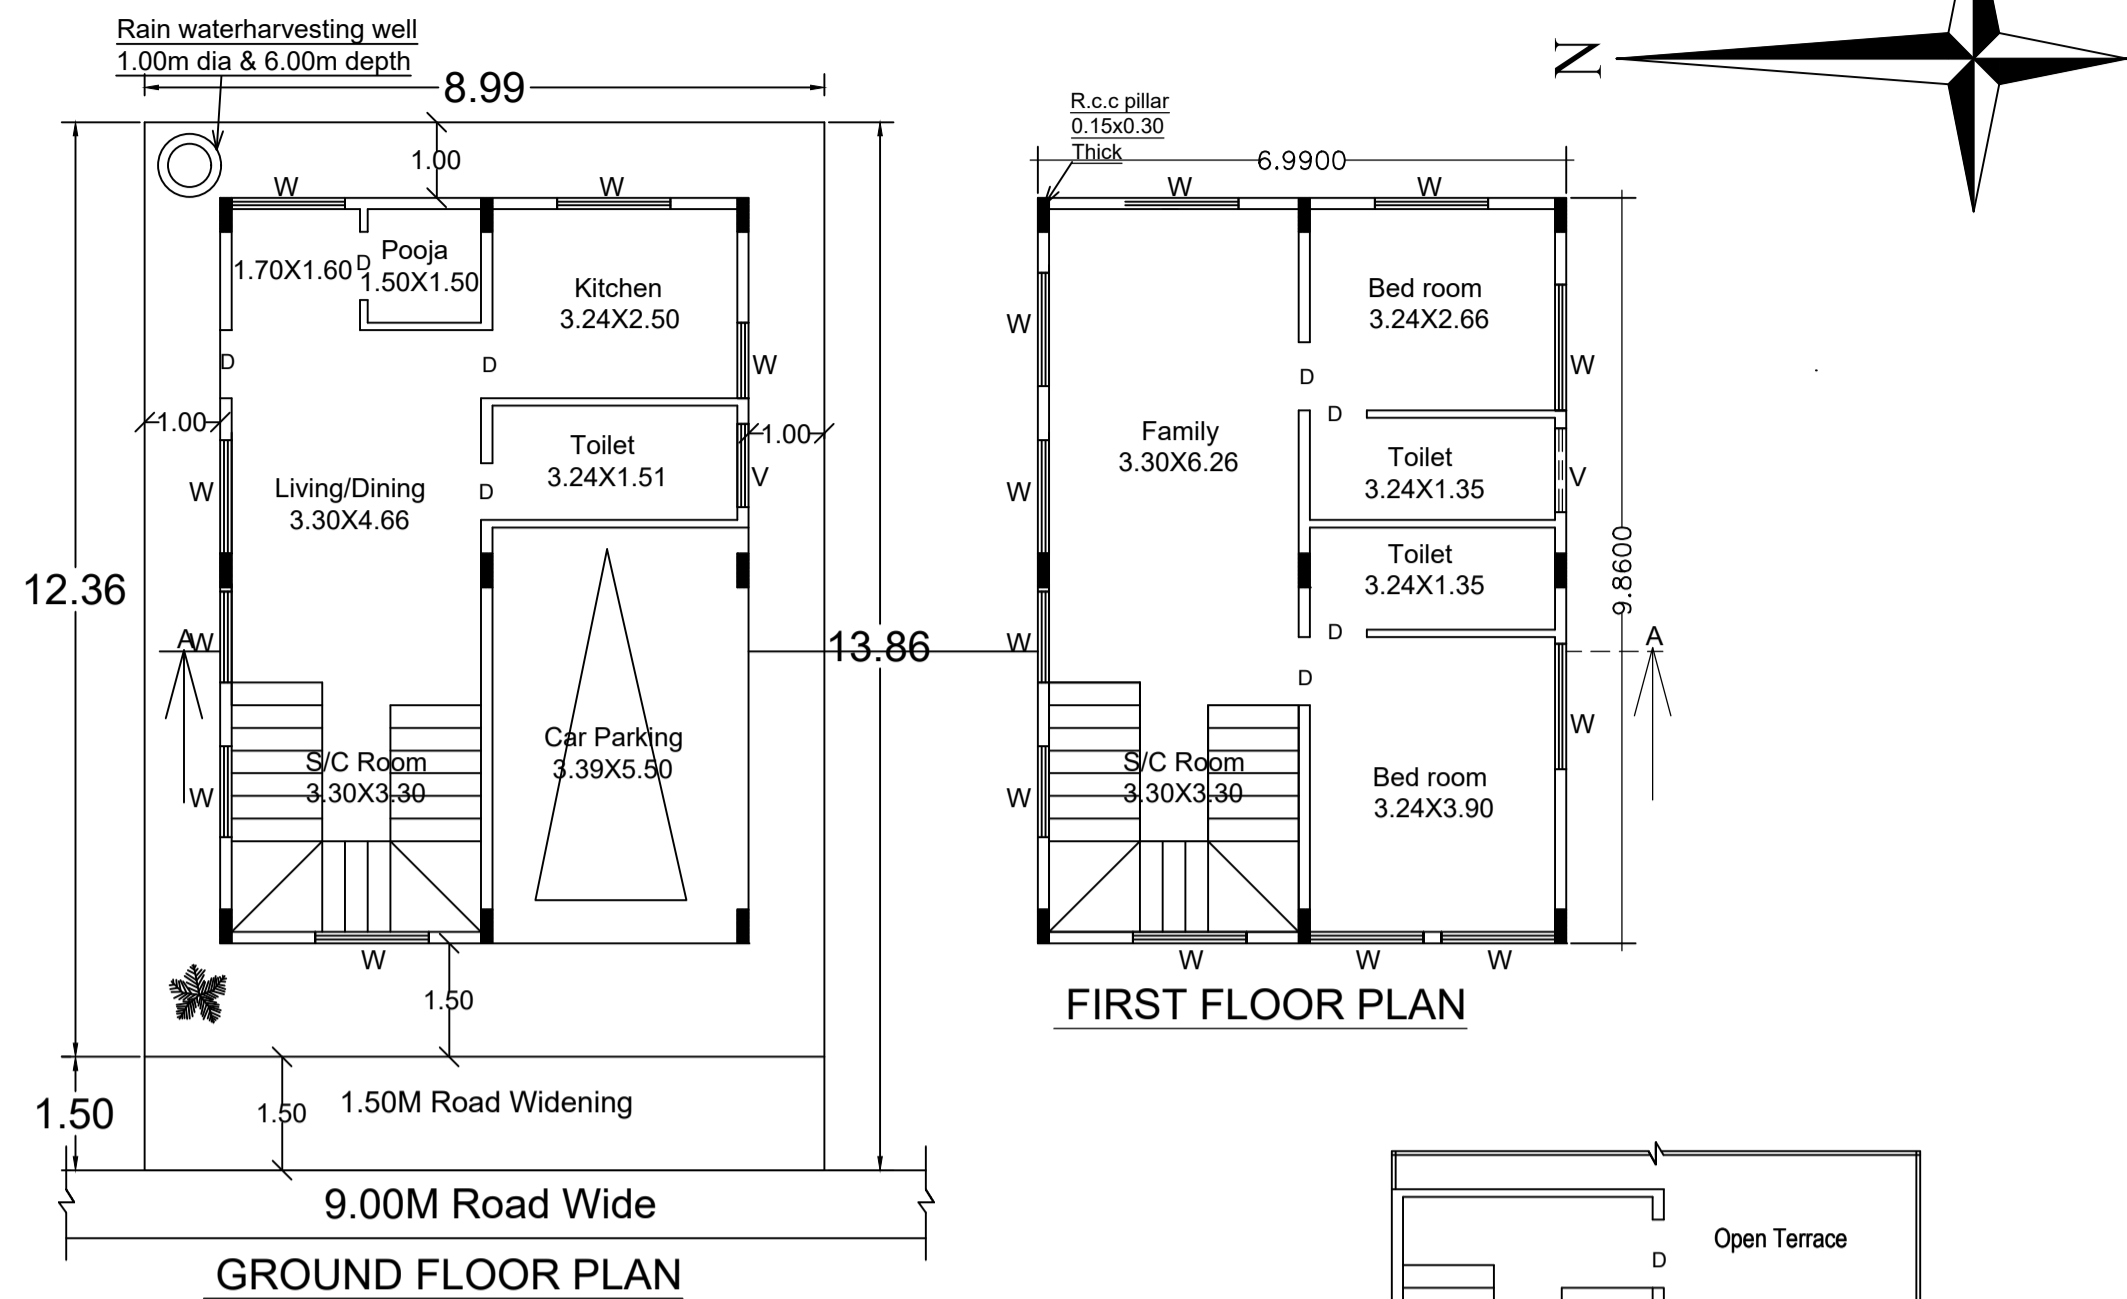 Rain waterharvesting well
1.00m dia & 6.00m depth
8.99
1.00
W
W
Pooja
1.50X1.50
1.70X1.60
D
Kitchen
3.24X2.50
D
D
W
1.00
1.00
Toilet
3.24X1.51
D
V
W
Living/Dining
3.30X4.66
12.36
13.86
A
W
S/C Room
3.30X3.30
W
Car Parking
3.39X5.50
W
1.50
1.50
1.50
1.50M Road Widening
9.00M Road Wide
GROUND FLOOR PLAN
N
R.c.c pillar
0.15x0.30
Thick
6.9900
W
W
Bed room
3.24X2.66
W
W
D
D
Family
3.30X6.26
Toilet
3.24X1.35
V
W
Toilet
3.24X1.35
9.8600
D
W
A
D
W
S/C Room
3.30X3.30
W
Bed room
3.24X3.90
W
W
W
FIRST FLOOR PLAN
Open Terrace
D